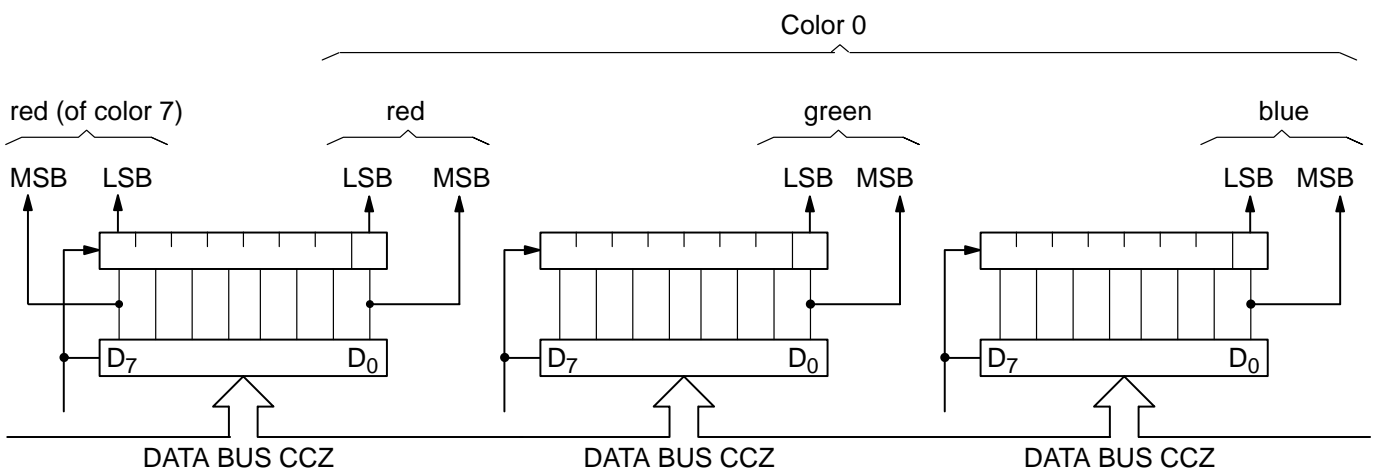 Color 0
red (of color 7) red green blue
MSB LSB LSB MSB LSB MSB LSB MSB
D7 D0 D7 D0 D7 D0
DATA BUS CCZ DATA BUS CCZ DATA BUS CCZ